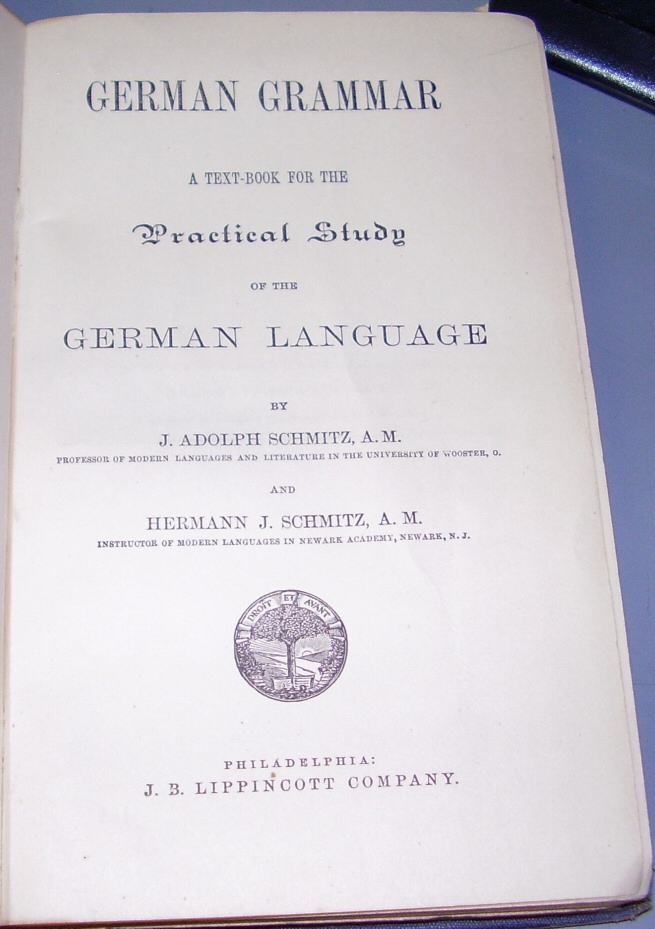 GERMAN GRAMMAR
A TEXT-BOOK FOR THE
Practical Study
OF THE
GERMAN LANGUAGE
BY
J. ADOLPH SCHMITZ, A. M.
PROFESSOR OF MODERN LANGUAGES AND LITERATURE IN THE UNIVERSITY OF WOOSTER, O.
AND
HERMANN J. SCHMITZ, A. M.
INSTRUCTOR OF MODERN LANGUAGES IN NEWARK ACADEMY, NEWARK, N. J.
DROIT ET AVANT
PHILADELPHIA:
J. B. LIPPINCOTT COMPANY.